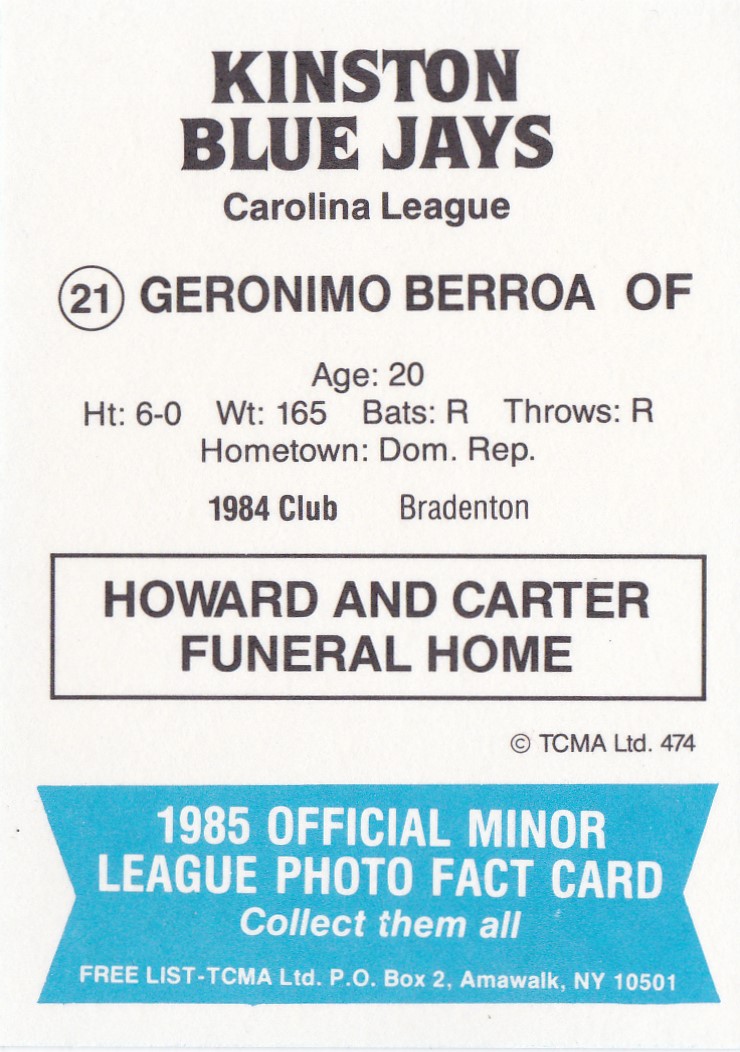 KINSTON
BLUE JAYS
Carolina League
21 GERONIMO BERROA OF
Age: 20
Ht: 6-0 Wt: 165 Bats: R Throws: R
Hometown: Dom. Rep.
1984 Club Bradenton
HOWARD AND CARTER
FUNERAL HOME
© TCMA Ltd. 474
1985 OFFICIAL MINOR
LEAGUE PHOTO FACT CARD
Collect them all
FREE LIST-TCMA Ltd. P.O. Box 2, Amawalk, NY 10501